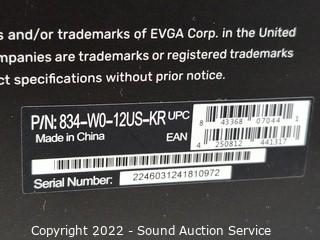 s and/or trademarks of EVGA Corp. in the United
ompanies are trademarks or registered trademarks
ct specifications without prior notice.
P/N: 834-W0-12US-KR UPC
8 43368 07044 1
Made in China EAN
4 250812 441317
Serial Number: 2246031241810972
Copyright 2022 - Sound Auction Service